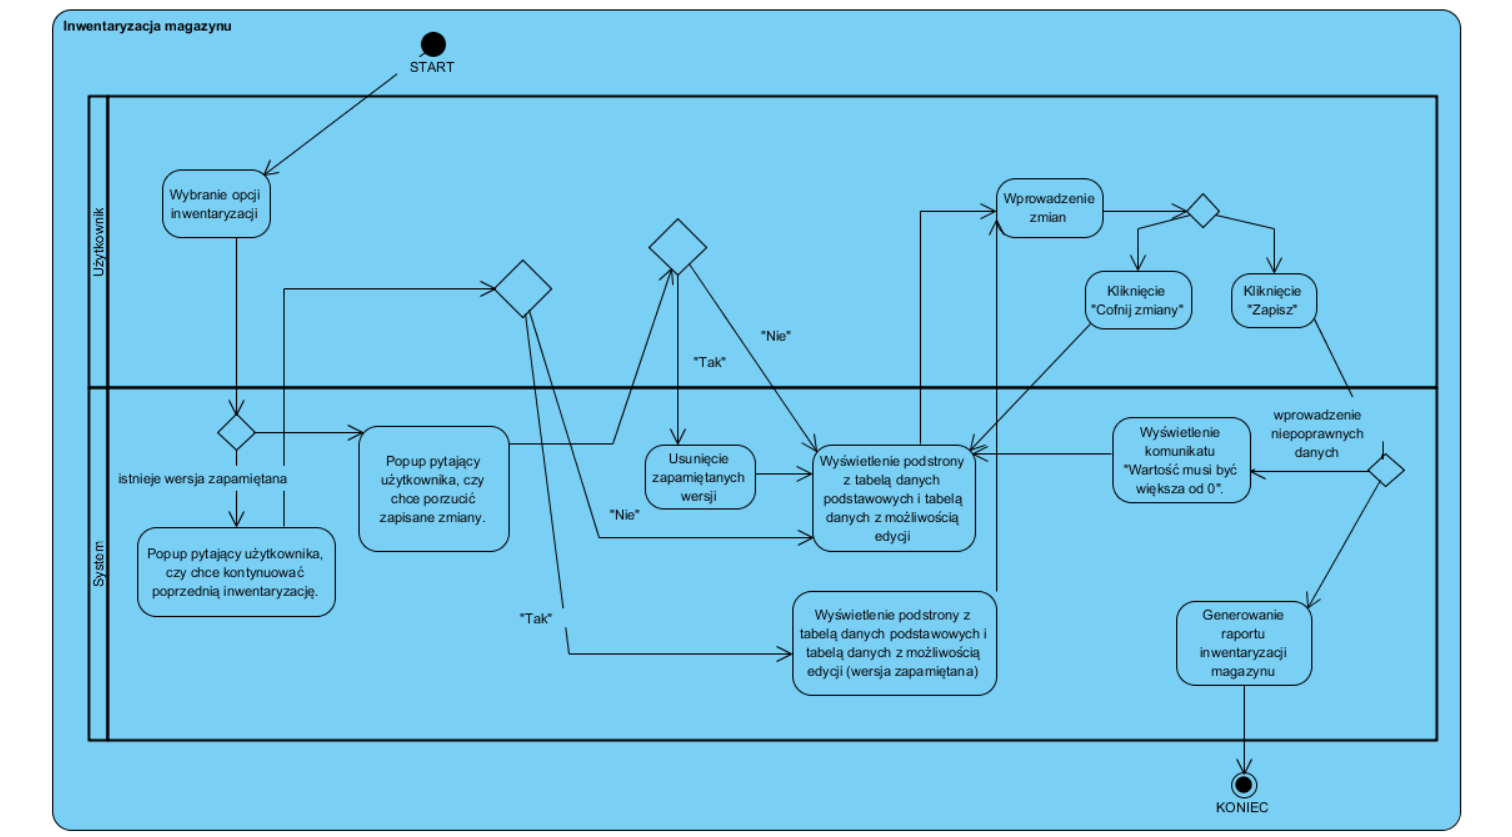 Inwentaryzacja magazynu
START
Użytkownik
Wybranie opcji
inwentaryzacji
Wprowadzenie
zmian
Kliknięcie
"Cofnij zmiany"
Kliknięcie
"Zapisz"
"Nie"
"Tak"
System
istnieje wersja zapamiętana
Popup pytający użytkownika,
czy chce kontynuować
poprzednią inwentaryzację.
Popup pytający
użytkownika, czy
chce porzucić
zapisane zmiany.
"Nie"
"Tak"
Usunięcie
zapamiętanych
wersji
Wyświetlenie podstrony
z tabelą danych
podstawowych i tabelą
danych z możliwością
edycji
Wyświetlenie podstrony z
tabelą danych podstawowych i
tabelą danych z możliwością
edycji (wersja zapamiętana)
Wyświetlenie
komunikatu
"Wartość musi być
większa od 0".
wprowadzenie
niepoprawnych
danych
Generowanie
raportu
inwentaryzacji
magazynu
KONIEC